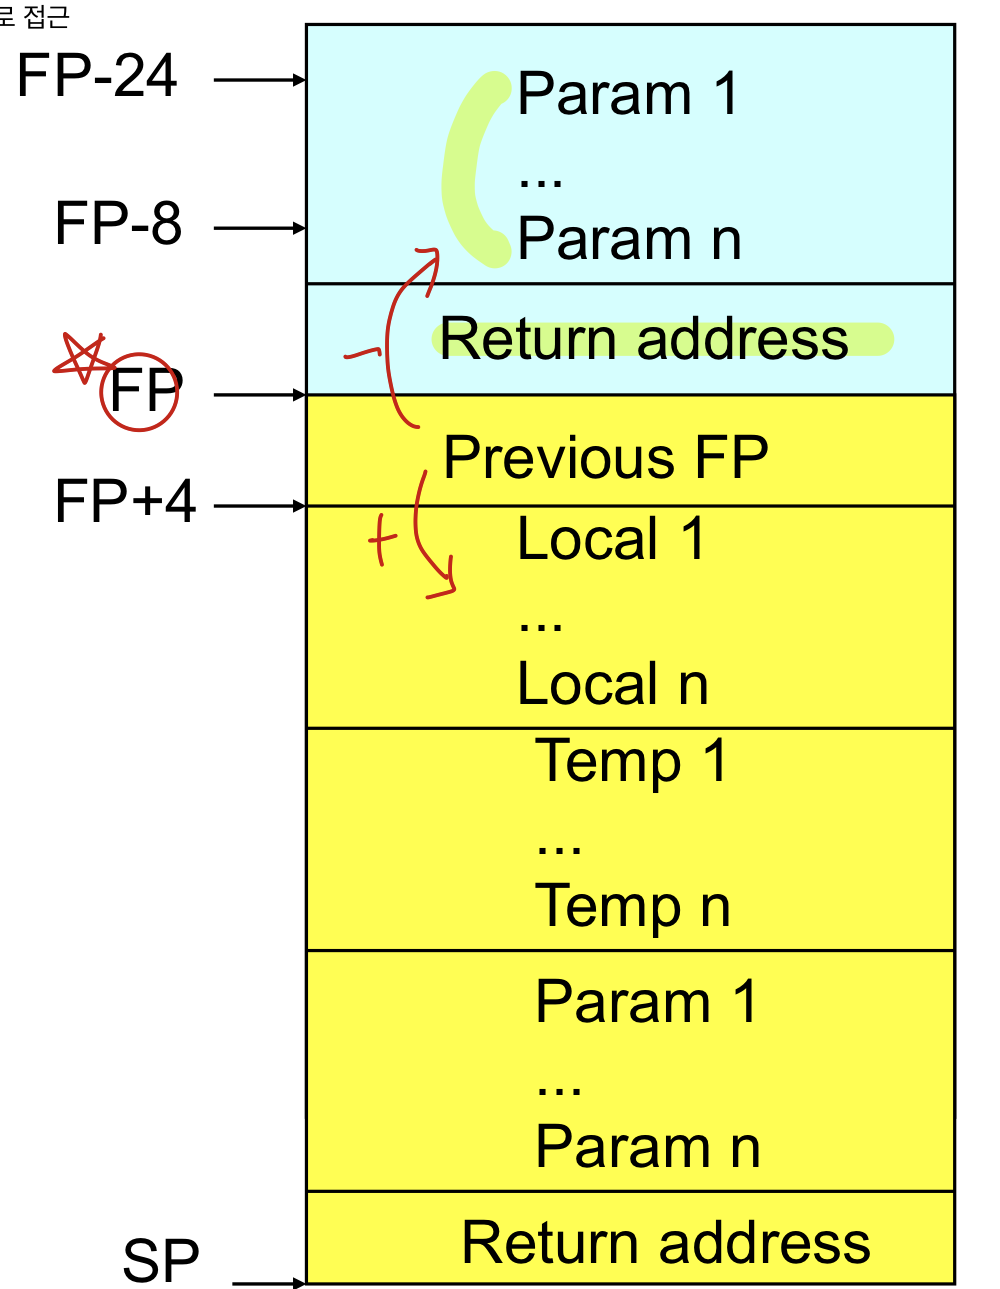 로 접근
FP-24
Param 1
...
FP-8
Param n
Return address
FP
Previous FP
FP+4
Local 1
...
Local n
Temp 1
...
Temp n
Param 1
...
Param n
Return address
SP
-
+